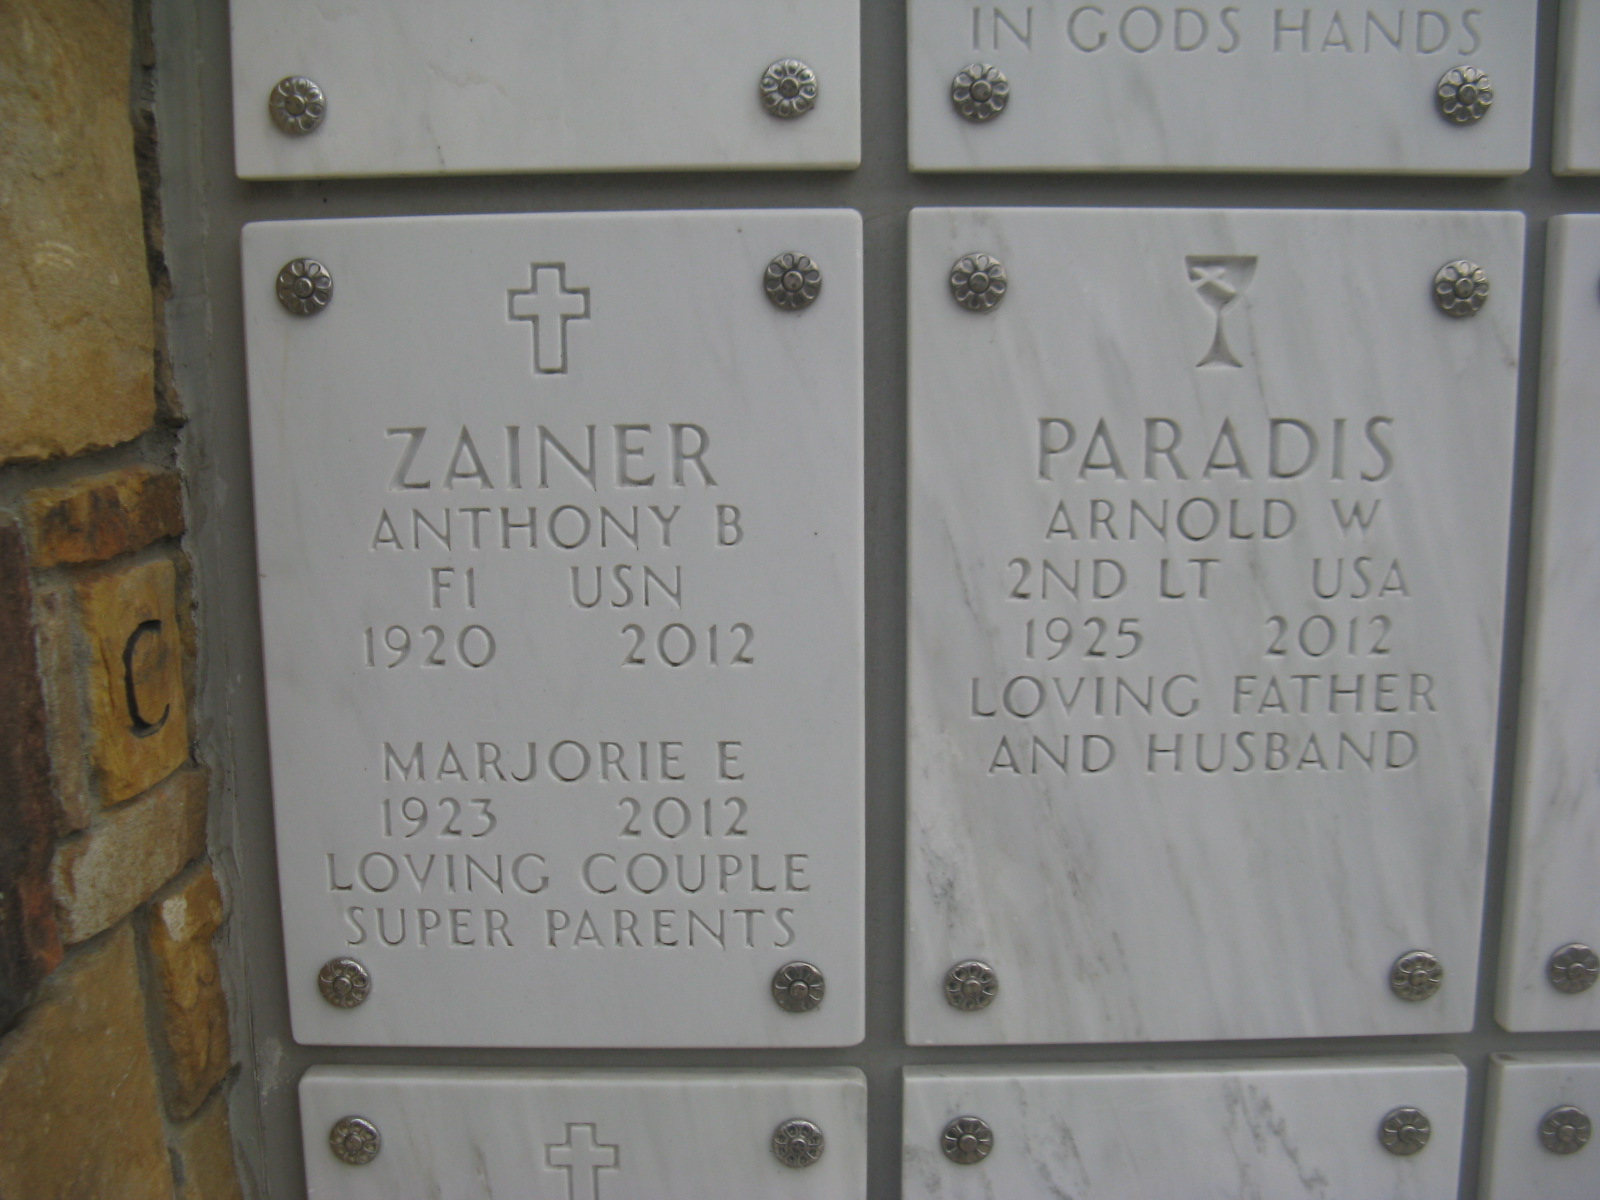 IN GODS HANDS
C
ZAINER
ANTHONY B
F1 USN
1920 2012
MARJORIE E
1923 2012
LOVING COUPLE
SUPER PARENTS
PARADIS
ARNOLD W
2ND LT USA
1925 2012
LOVING FATHER
AND HUSBAND